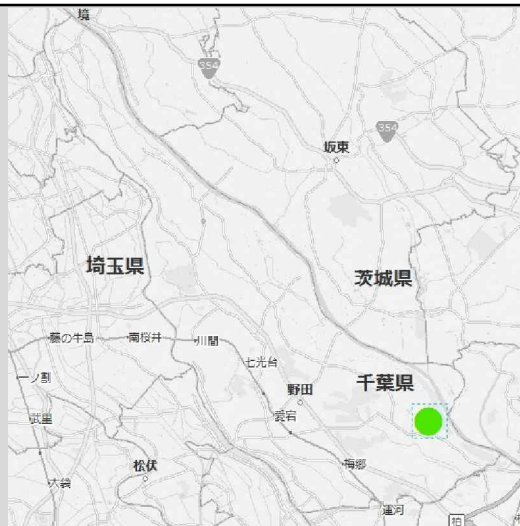 境
354
354
坂東
埼玉県
茨城県
藤の牛島
南桜井
川間
七光台
一ノ割
野田
千葉県
愛宕
武里
松伏
梅郷
大袋
運河
柏